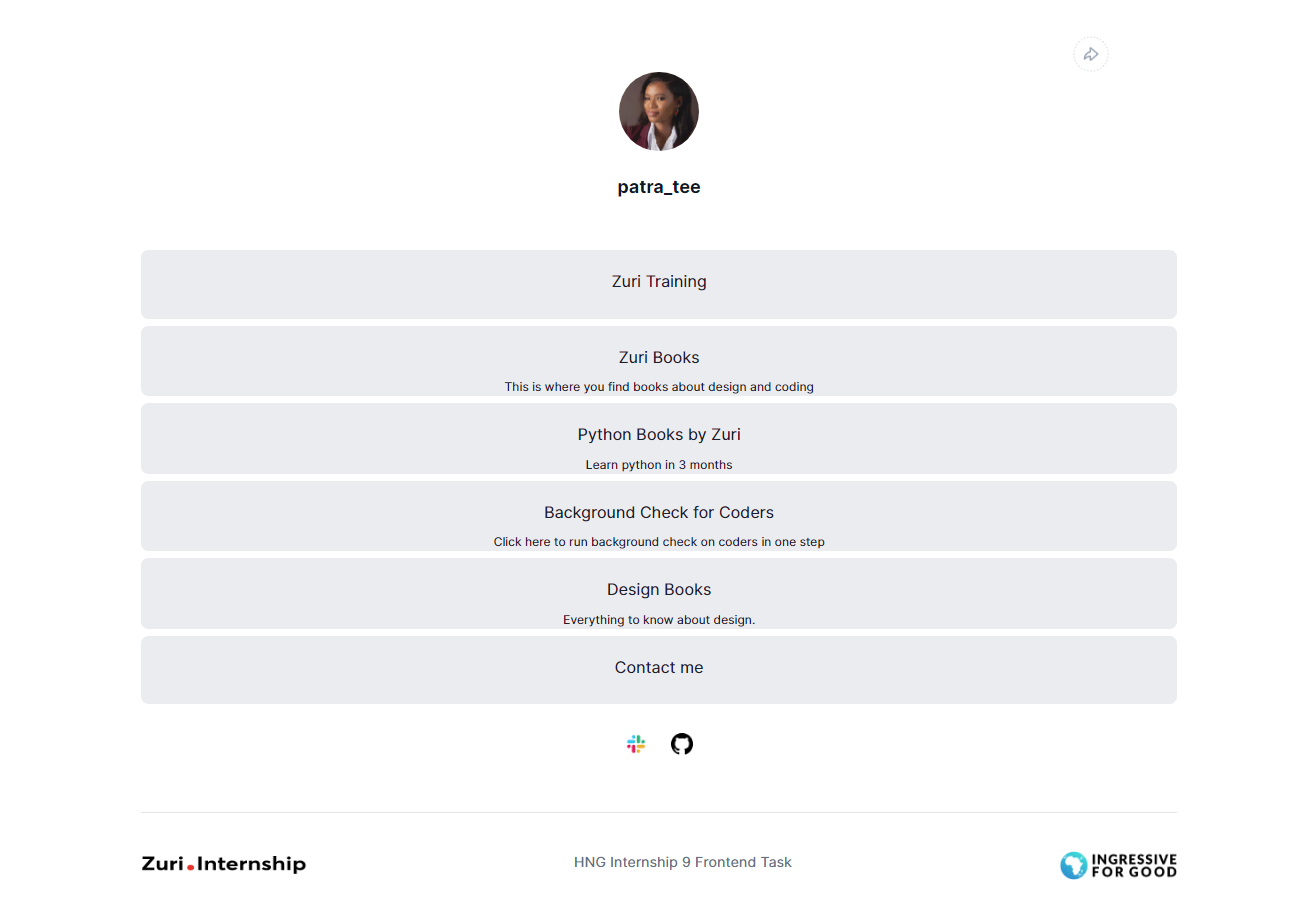 patra_tee
Zuri Training
Zuri Books
This is where you find books about design and coding
Python Books by Zuri
Learn python in 3 months
Background Check for Coders
Click here to run background check on coders in one step
Design Books
Everything to know about design.
Contact me
Zuri.Internship
HNG Internship 9 Frontend Task
INGRESSIVE
FOR GOOD